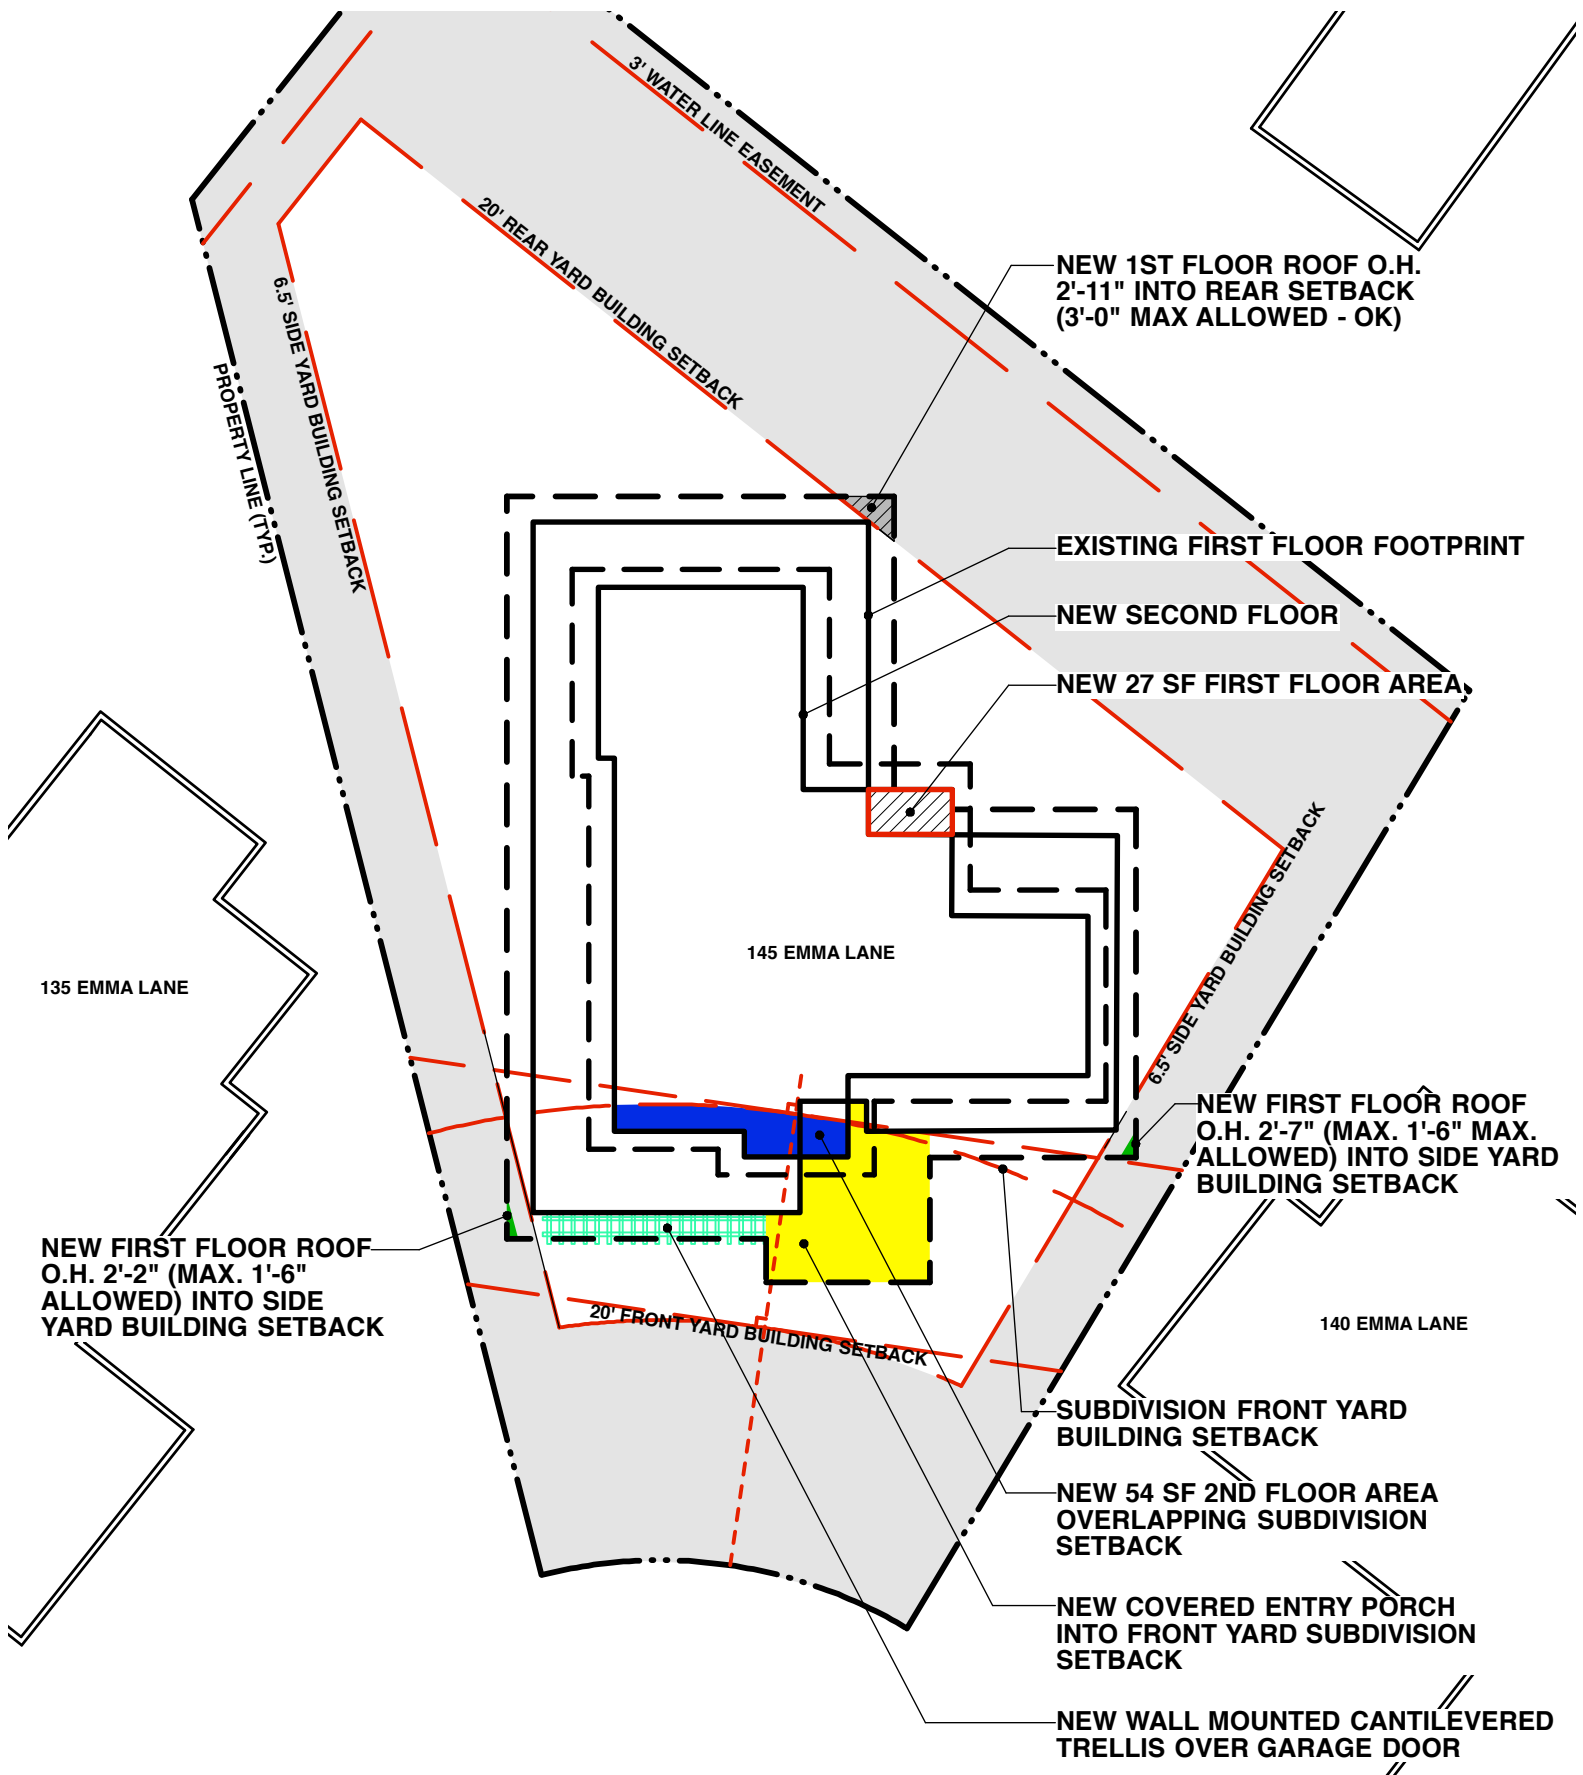 3' WATER LINE EASEMENT
20' REAR YARD BUILDING SETBACK
NEW 1ST FLOOR ROOF O.H.
2'-11" INTO REAR SETBACK
(3'-0" MAX ALLOWED - OK)
6.5' SIDE YARD BUILDING SETBACK
PROPERTY LINE (TYP.)
EXISTING FIRST FLOOR FOOTPRINT
NEW SECOND FLOOR
NEW 27 SF FIRST FLOOR AREA
6.5' SIDE YARD BUILDING SETBACK
145 EMMA LANE
135 EMMA LANE
NEW FIRST FLOOR ROOF
O.H. 2'-7" (MAX. 1'-6" MAX.
ALLOWED) INTO SIDE YARD
BUILDING SETBACK
NEW FIRST FLOOR ROOF
O.H. 2'-2" (MAX. 1'-6"
ALLOWED) INTO SIDE
YARD BUILDING SETBACK
20' FRONT YARD BUILDING SETBACK
140 EMMA LANE
SUBDIVISION FRONT YARD
BUILDING SETBACK
NEW 54 SF 2ND FLOOR AREA
OVERLAPPING SUBDIVISION
SETBACK
NEW COVERED ENTRY PORCH
INTO FRONT YARD SUBDIVISION
SETBACK
NEW WALL MOUNTED CANTILEVERED
TRELLIS OVER GARAGE DOOR